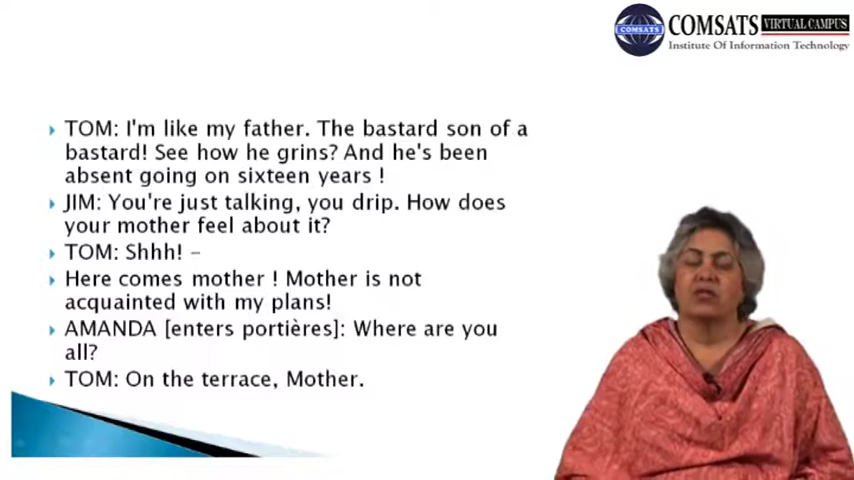 COMSATS VIRTUAL CAMPUS
COMSATS
Institute Of Information Technology
TOM: I'm like my father. The bastard son of a
bastard! See how he grins? And he's been
absent going on sixteen years !
JIM: You're just talking, you drip. How does
your mother feel about it?
TOM: Shhh! –
Here comes mother ! Mother is not
acquainted with my plans!
AMANDA [enters portières]: Where are you
all?
TOM: On the terrace, Mother.